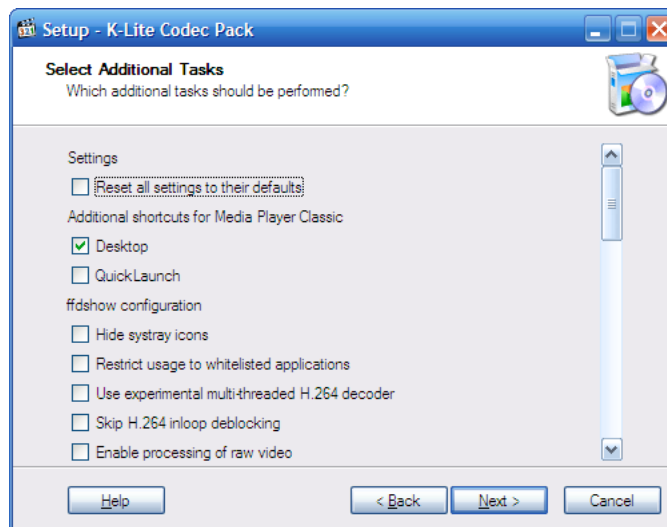 Setup - K-Lite Codec Pack
Select Additional Tasks
Which additional tasks should be performed?
Settings
Reset all settings to their defaults
Additional shortcuts for Media Player Classic
Desktop
QuickLaunch
ffdshow configuration
Hide systray icons
Restrict usage to whitelisted applications
Use experimental multi-threaded H.264 decoder
Skip H.264 inloop deblocking
Enable processing of raw video
Help < Back Next > Cancel